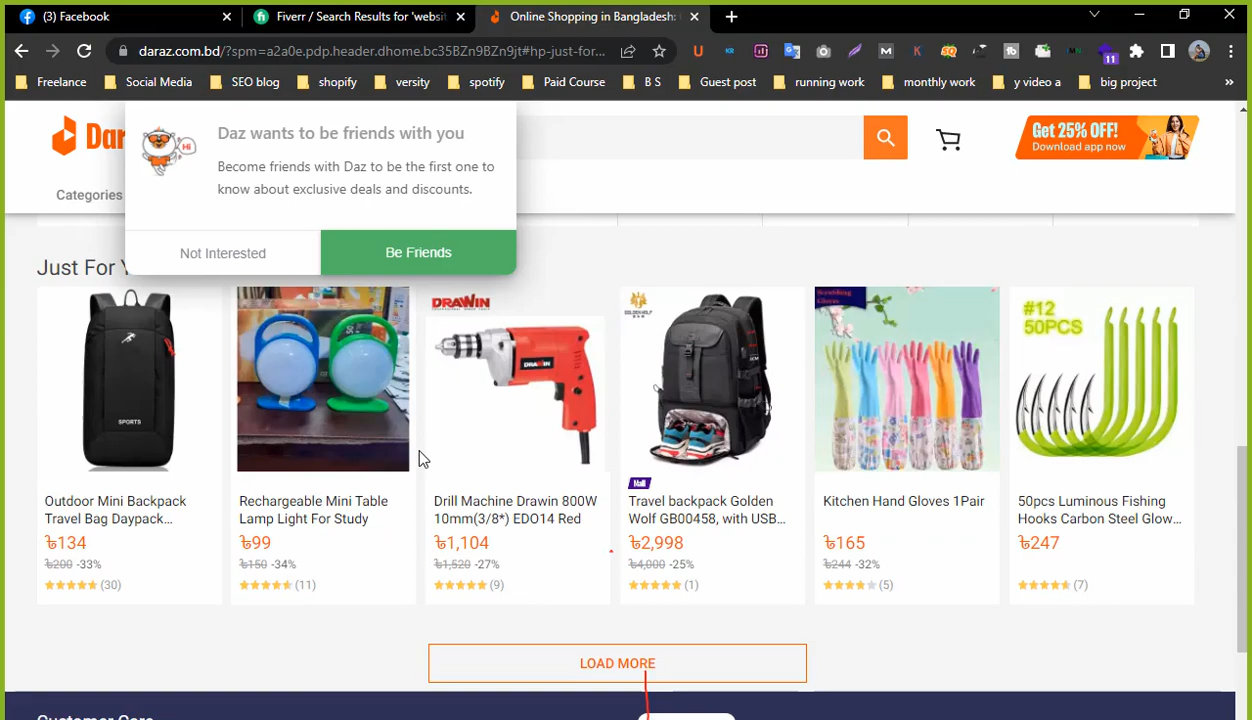 (3) Facebook
Fiverr / Search Results for 'websit
Online Shopping in Bangladesh:
daraz.com.bd/?spm=a2a0e.pdp.header.dhome.bc35BZn9BZn9jt#hp-just-for...
11
Freelance
Social Media
SEO blog
shopify
versity
spotify
Paid Course
B S
Guest post
running work
monthly work
y video a
big project
Dar
Hi
Daz wants to be friends with you
Become friends with Daz to be the first one to
know about exclusive deals and discounts.
Not Interested
Be Friends
Get 25% OFF!
Download app now
Categories
Just For Y
SPORTS
DRAWIN
DRAWIN
GOLDEN WOLF
Scrubbing
Gloves
#12
50PCS
Outdoor Mini Backpack
Travel Bag Daypack...
৳134
৳200 -33%
(30)
Rechargeable Mini Table
Lamp Light For Study
৳99
৳150 -34%
(11)
Drill Machine Drawin 800W
10mm(3/8*) EDO14 Red
৳1,104
৳1,520 -27%
(9)
Mall
Travel backpack Golden
Wolf GB00458, with USB...
৳2,998
৳4,000 -25%
(1)
Kitchen Hand Gloves 1Pair
৳165
৳244 -32%
(5)
50pcs Luminous Fishing
Hooks Carbon Steel Glow...
৳247
(7)
LOAD MORE
Customer Care